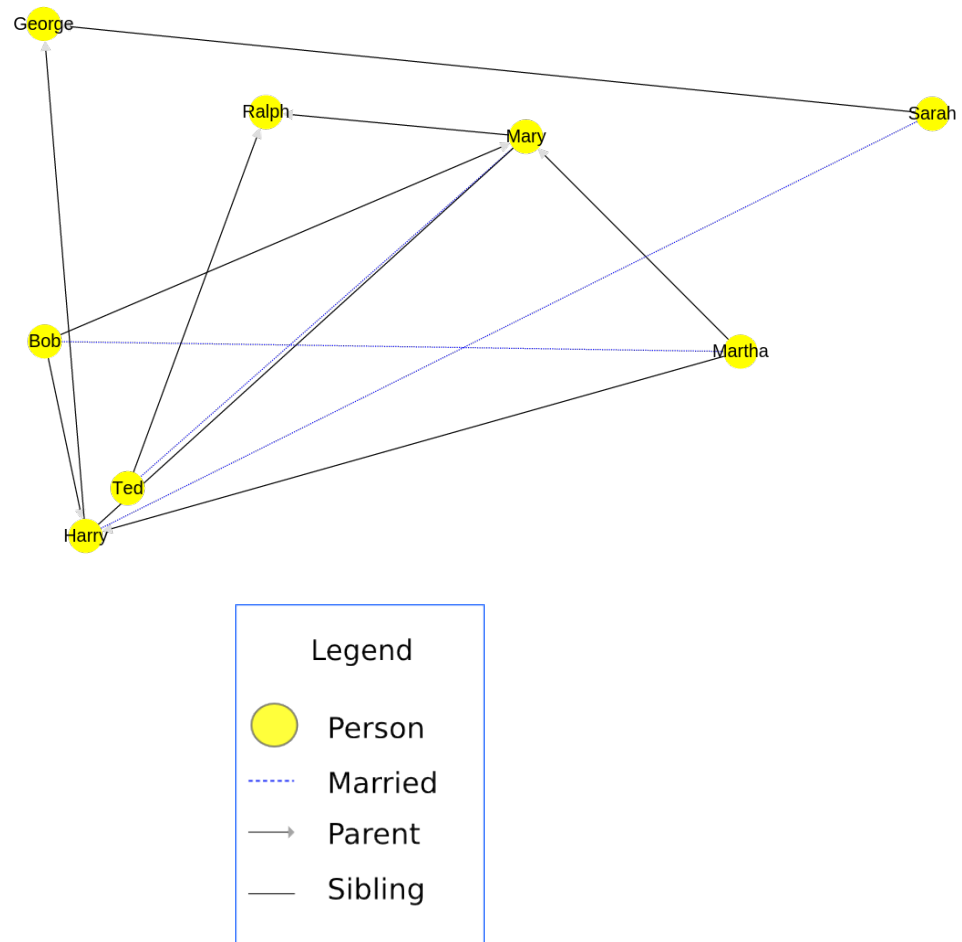 George
Ralph
Sarah
Mary
Bob
Martha
Ted
Harry
Legend
Person
Married
Parent
Sibling